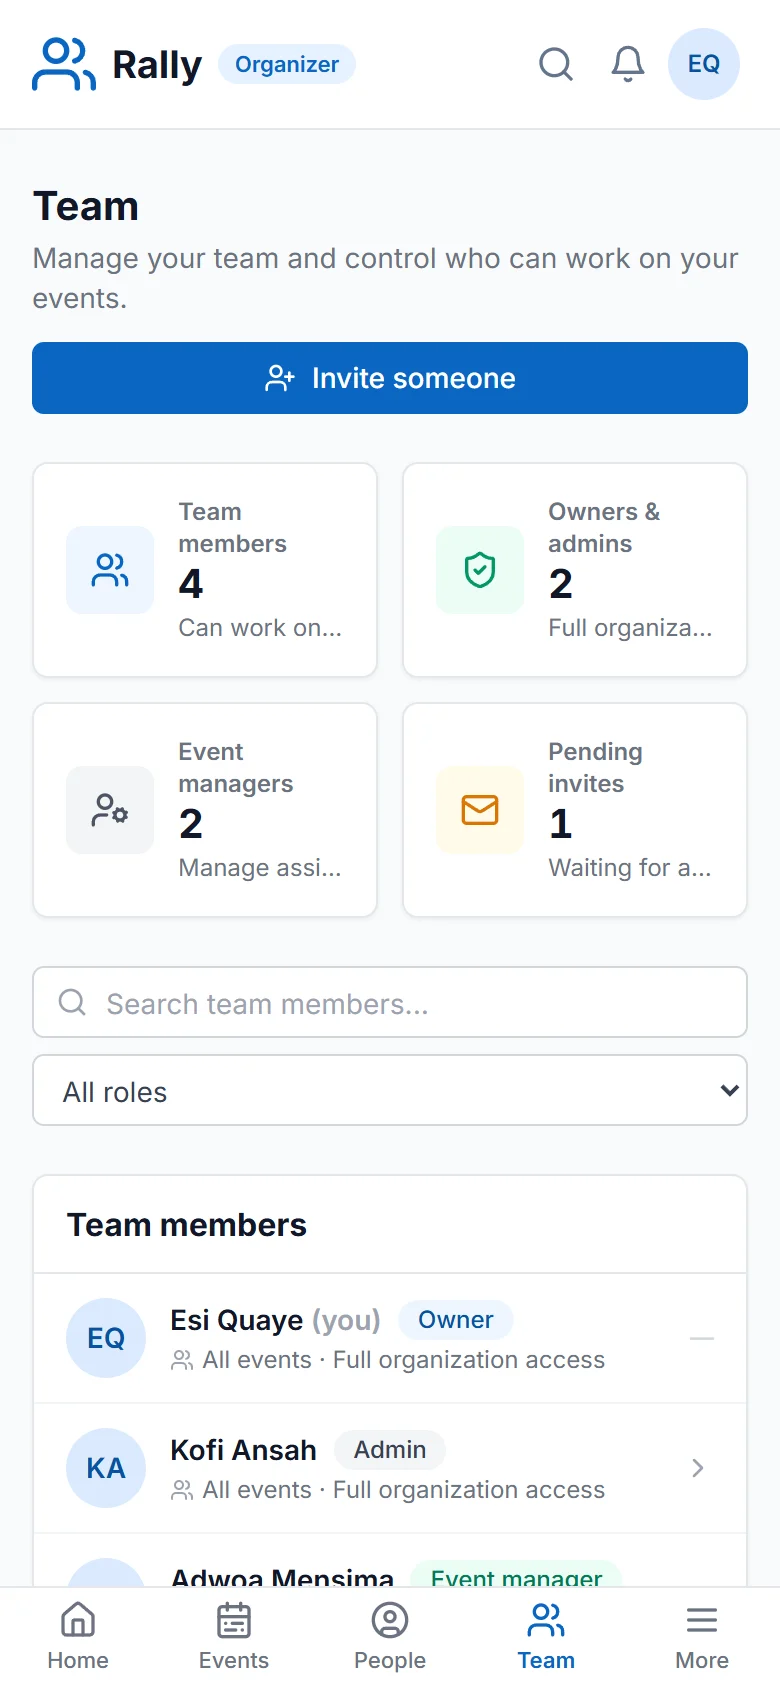 Rally Organizer EQ
Team
Manage your team and control who can work on your
events.
Invite someone
Team
members
4
Can work on...
Owners &
admins
2
Full organiza...
Event
managers
2
Manage assi...
Pending
invites
1
Waiting for a...
Search team members...
All roles
Team members
EQ
Esi Quaye (you) Owner
All events · Full organization access
KA
Kofi Ansah Admin
All events · Full organization access
Adwoa Mensima Event manager
Home Events People Team More